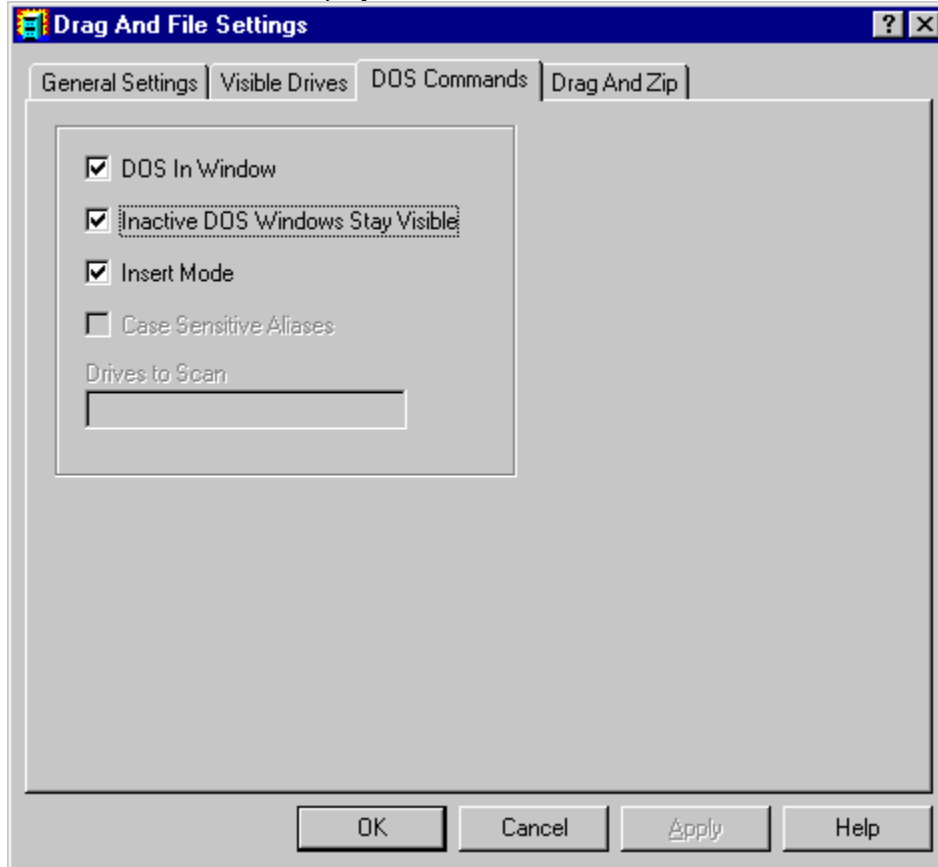 Drag And File Settings
General Settings Visible Drives DOS Commands Drag And Zip
DOS In Window
Inactive DOS Windows Stay Visible
Insert Mode
Case Sensitive Aliases
Drives to Scan
OK Cancel Apply Help